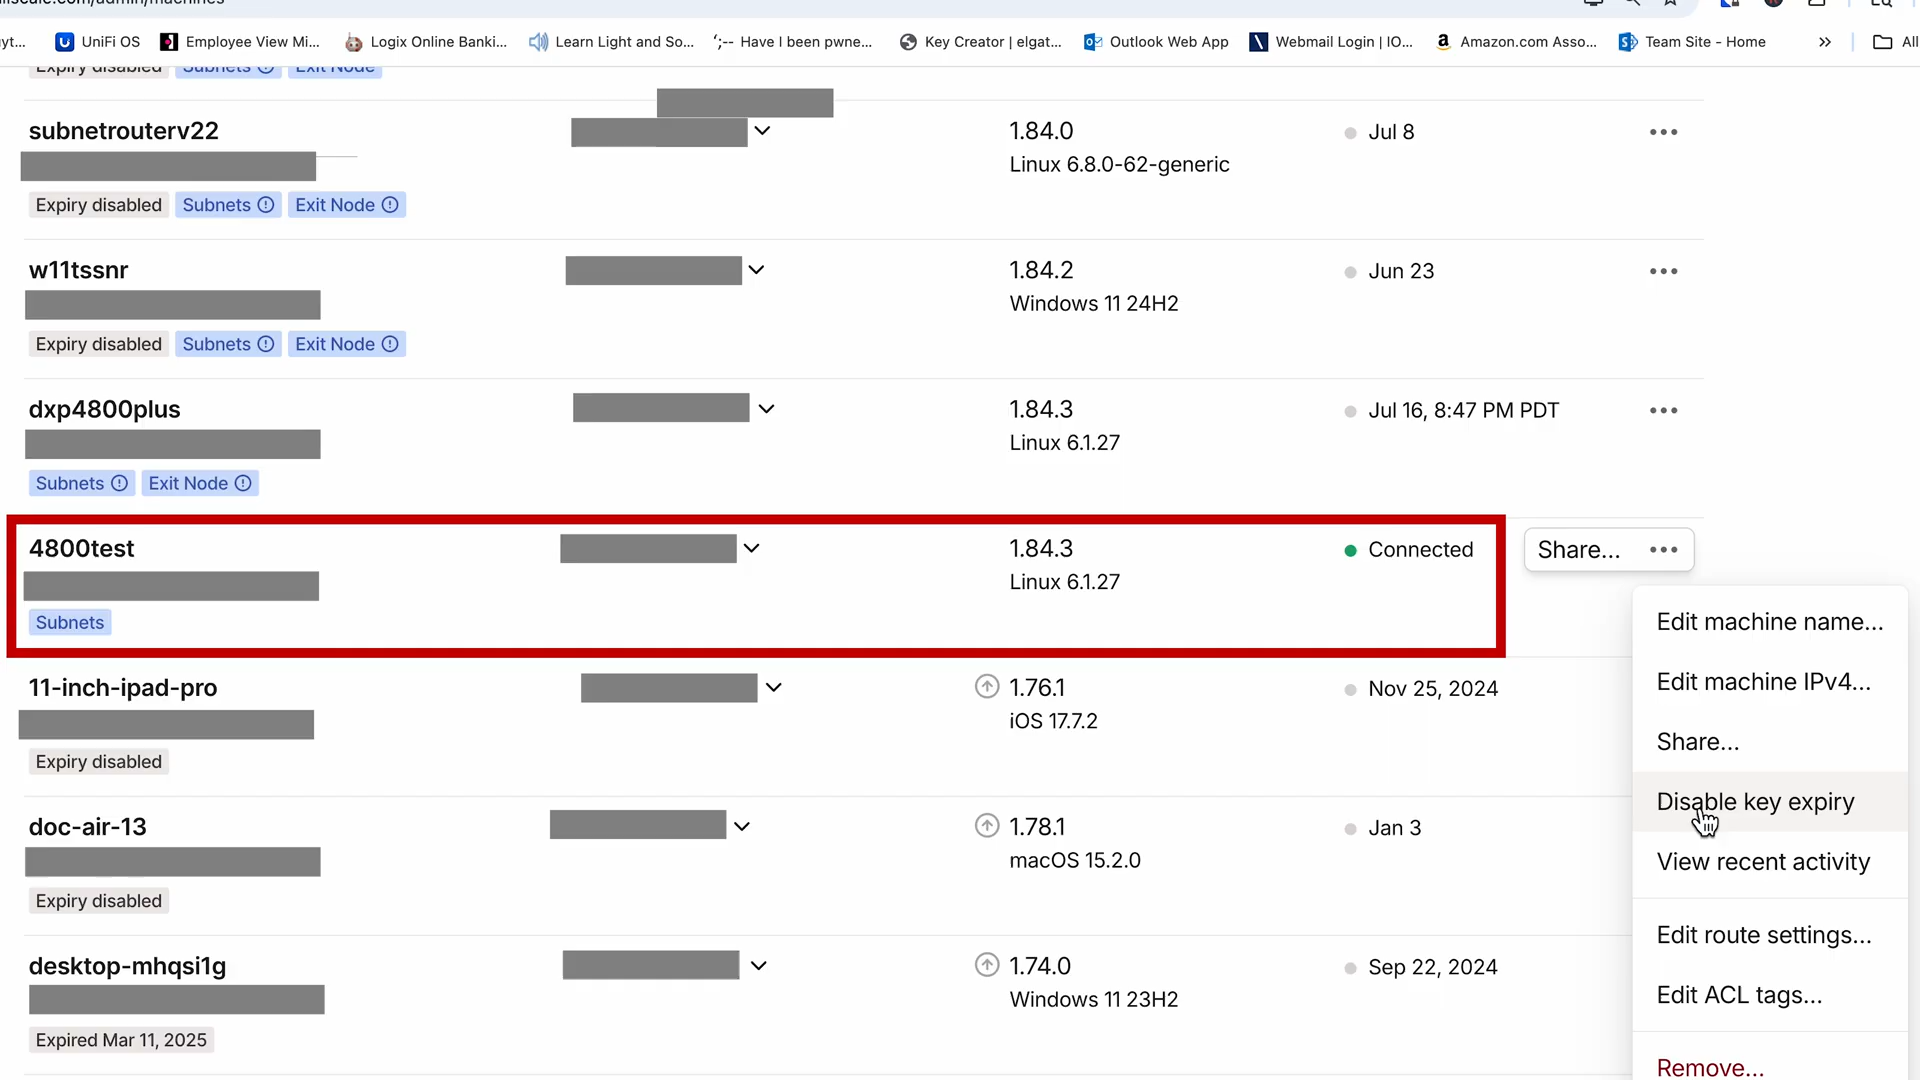 UniFi OS
Employee View Mi...
Logix Online Banki...
Learn Light and So...
Have I been pwne...
Key Creator | elgat...
Outlook Web App
Webmail Login | IO...
Amazon.com Asso...
Team Site - Home
All
Expiry disabled Subnets Exit Node
subnetrouterv22
1.84.0
Jul 8
Linux 6.8.0-62-generic
Expiry disabled Subnets Exit Node
w11tssnr
1.84.2
Jun 23
Windows 11 24H2
Expiry disabled Subnets Exit Node
dxp4800plus
1.84.3
Jul 16, 8:47 PM PDT
Linux 6.1.27
Subnets Exit Node
4800test
1.84.3
Connected
Share...
Linux 6.1.27
Subnets
11-inch-ipad-pro
1.76.1
Nov 25, 2024
iOS 17.7.2
Expiry disabled
doc-air-13
1.78.1
Jan 3
macOS 15.2.0
Expiry disabled
desktop-mhqsi1g
1.74.0
Sep 22, 2024
Windows 11 23H2
Expired Mar 11, 2025
Edit machine name...
Edit machine IPv4...
Share...
Disable key expiry
View recent activity
Edit route settings...
Edit ACL tags...
Remove...